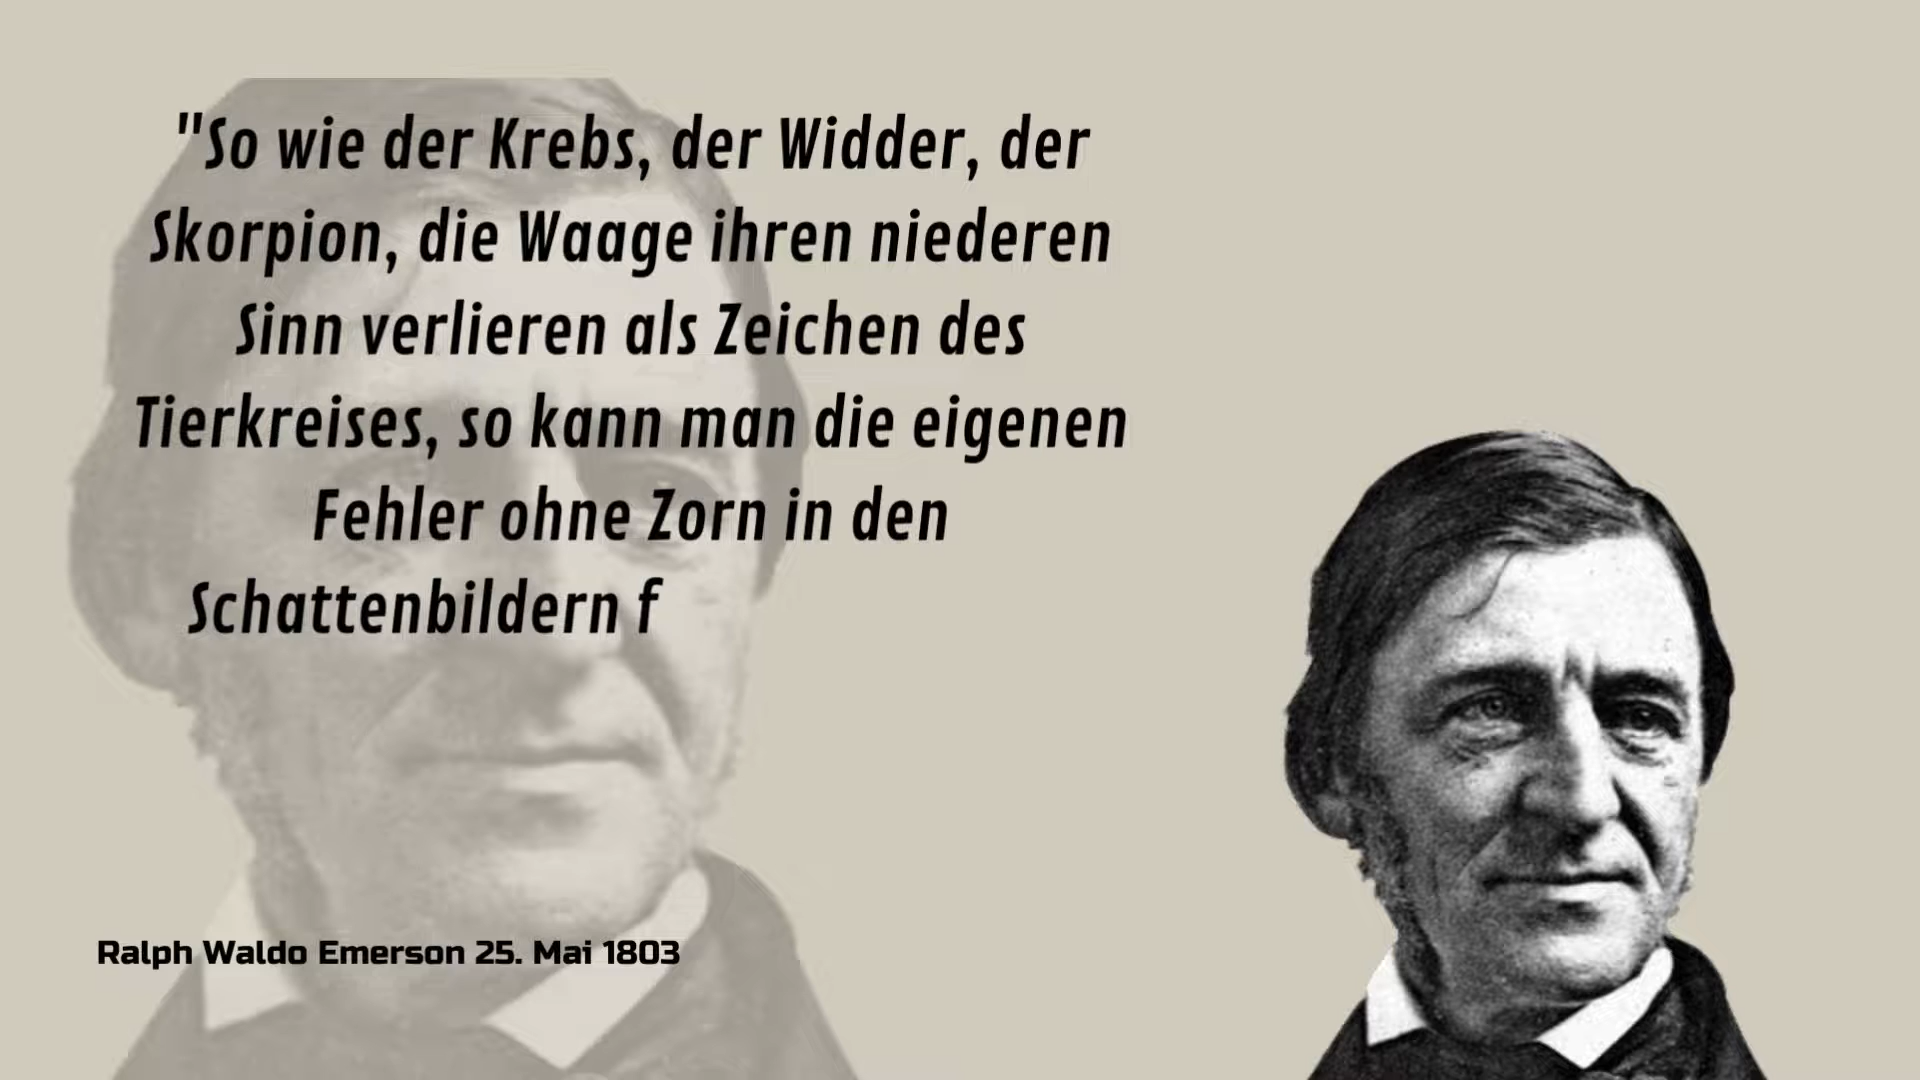 "So wie der Krebs, der Widder, der
Skorpion, die Waage ihren niederen
Sinn verlieren als Zeichen des
Tierkreises, so kann man die eigenen
Fehler ohne Zorn in den
Schattenbildern f
Ralph Waldo Emerson 25. Mai 1803